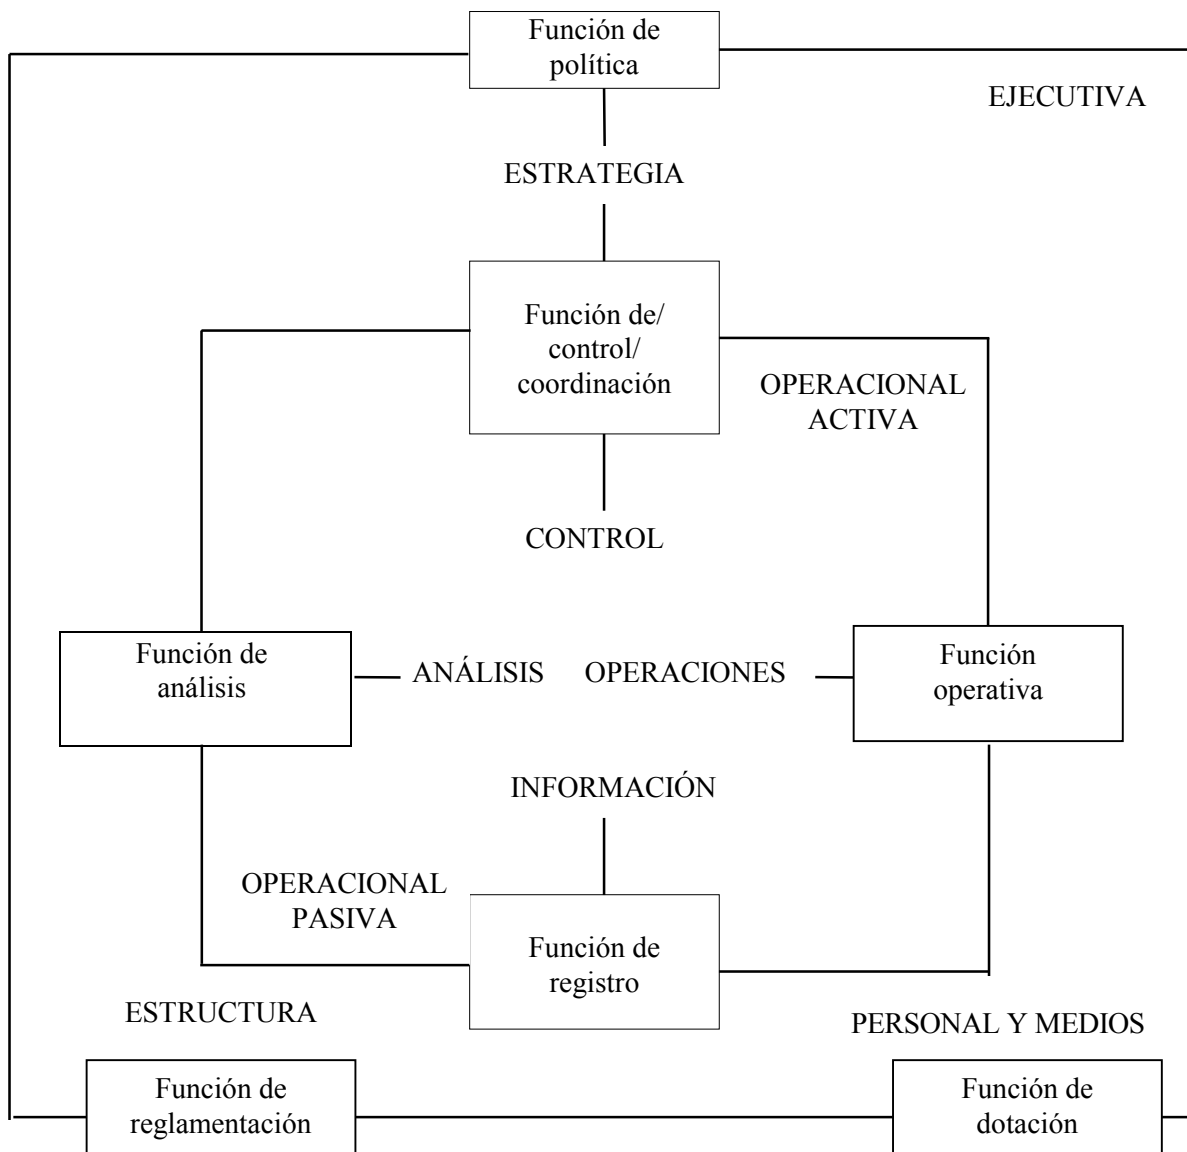 Función de
política
EJECUTIVA
ESTRATEGIA
Función de/
control/
coordinación
OPERACIONAL
ACTIVA
CONTROL
Función de
análisis
ANÁLISIS
OPERACIONES
Función
operativa
INFORMACIÓN
OPERACIONAL
PASIVA
Función de
registro
ESTRUCTURA
PERSONAL Y MEDIOS
Función de
reglamentación
Función de
dotación